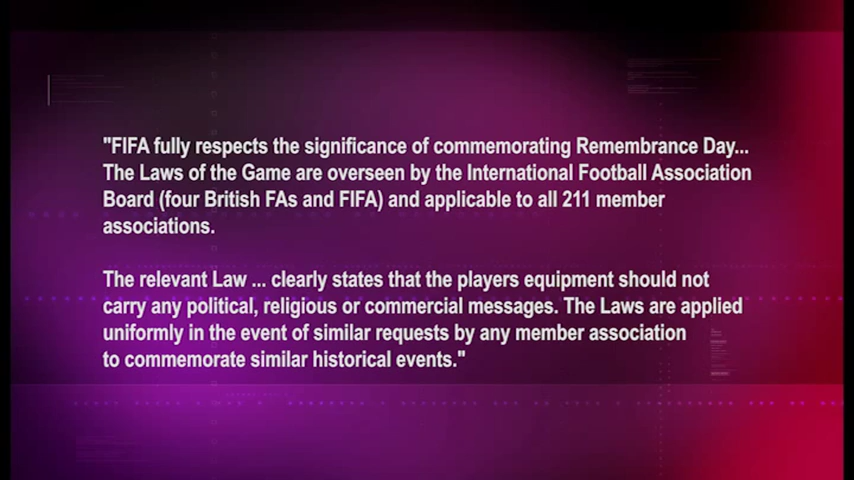 "FIFA fully respects the significance of commemorating Remembrance Day...
The Laws of the Game are overseen by the International Football Association
Board (four British FAs and FIFA) and applicable to all 211 member
associations.
The relevant Law ... clearly states that the players equipment should not
carry any political, religious or commercial messages. The Laws are applied
uniformly in the event of similar requests by any member association
to commemorate similar historical events."